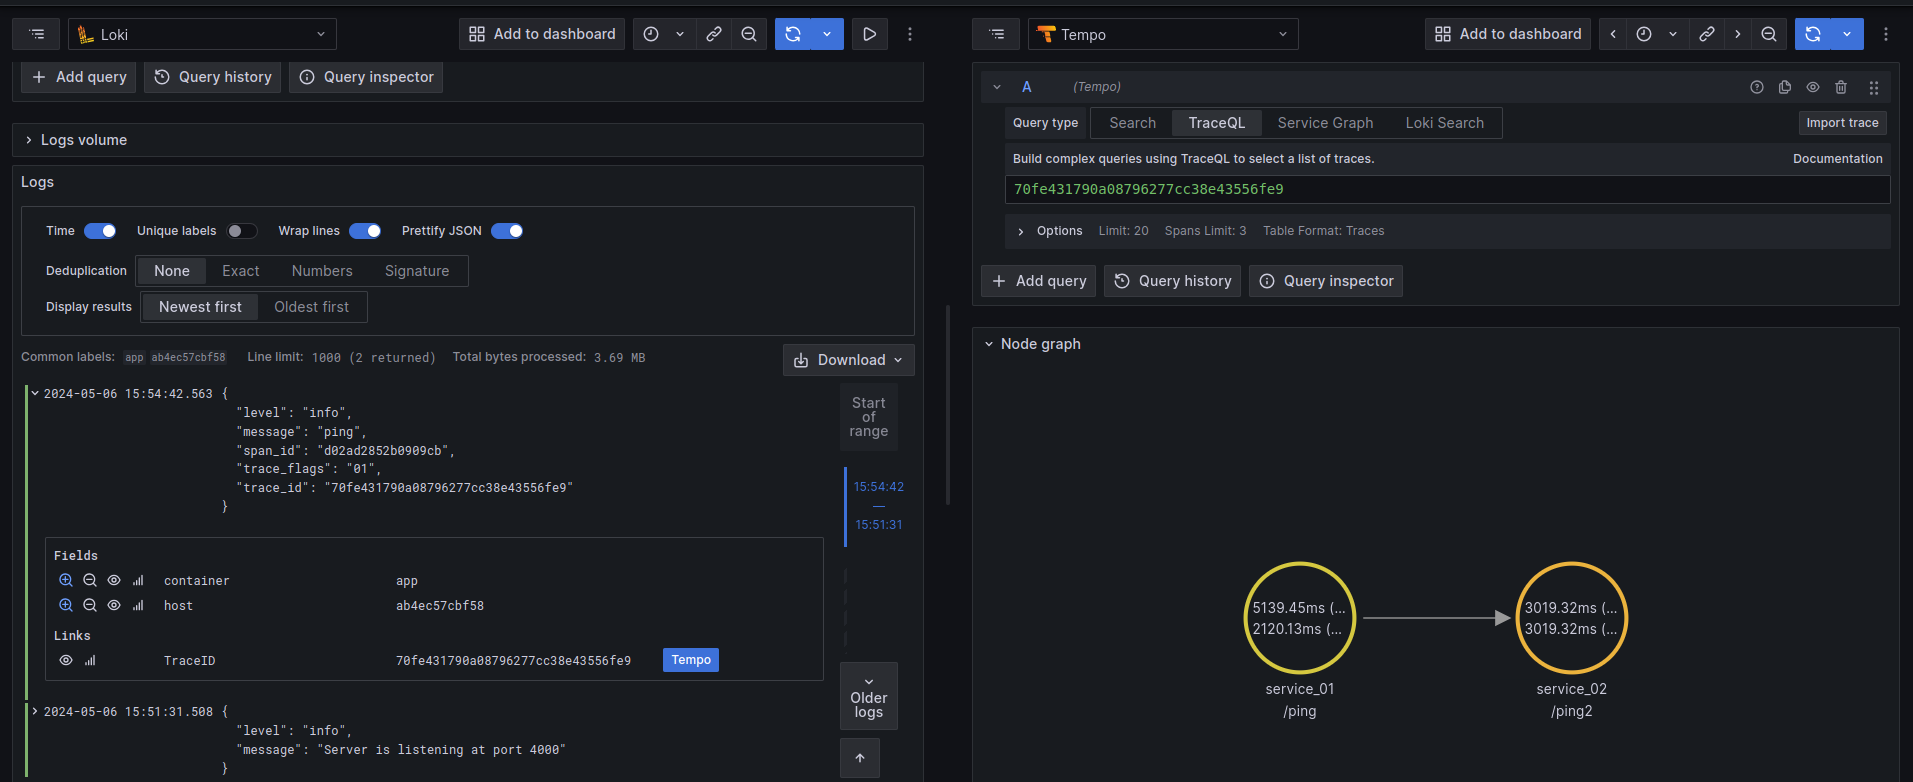 Loki
Add to dashboard
Add query
Query history
Query inspector
Logs volume
Logs
Time
Unique labels
Wrap lines
Prettify JSON
Deduplication
None
Exact
Numbers
Signature
Display results
Newest first
Oldest first
Common labels: app ab4ec57cbf58
Line limit: 1000 (2 returned)
Total bytes processed: 3.69 MB
Download
2024-05-06 15:54:42.563 {
"level": "info",
"message": "ping",
"span_id": "d02ad2852b0909cb",
"trace_flags": "01",
"trace_id": "70fe431790a08796277cc38e43556fe9"
}
Start
of
range
15:54:42
—
15:51:31
Fields
container app
host ab4ec57cbf58
Links
TraceID 70fe431790a08796277cc38e43556fe9 Tempo
Older
logs
2024-05-06 15:51:31.508 {
"level": "info",
"message": "Server is listening at port 4000"
}
Tempo
Add to dashboard
A (Tempo)
Query type
Search
TraceQL
Service Graph
Loki Search
Import trace
Build complex queries using TraceQL to select a list of traces.
Documentation
70fe431790a08796277cc38e43556fe9
Options Limit: 20 Spans Limit: 3 Table Format: Traces
Add query
Query history
Query inspector
Node graph
5139.45ms (...
2120.13ms (...
service_01
/ping
3019.32ms (...
3019.32ms (...
service_02
/ping2